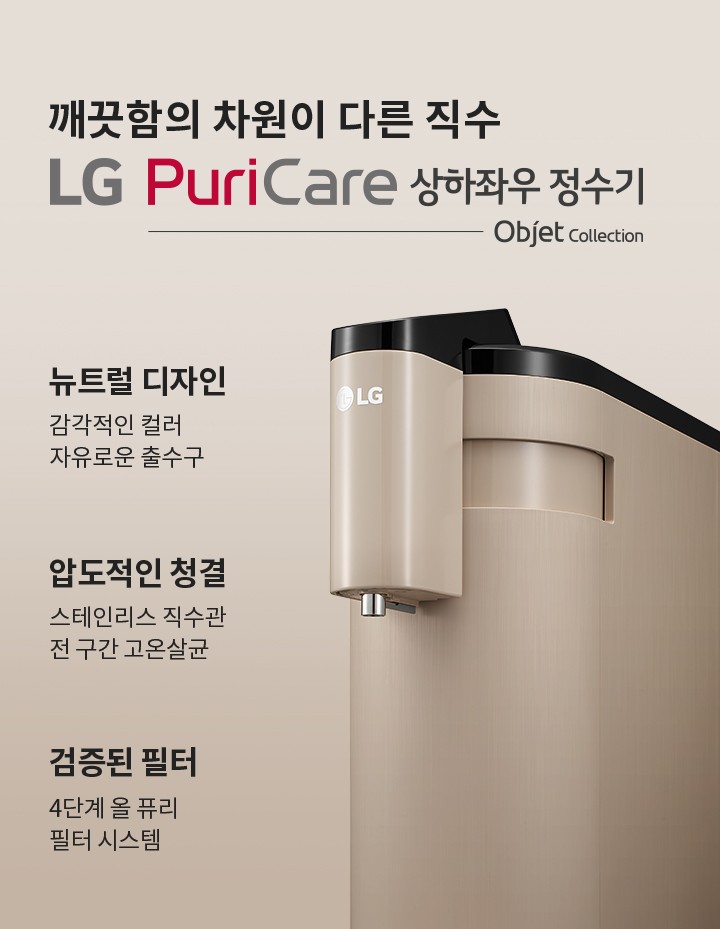 깨끗함의 차원이 다른 직수
LG PuriCare 상하좌우 정수기
Objet Collection
뉴트럴 디자인
감각적인 컬러
자유로운 출수구
LG
압도적인 청결
스테인리스 직수관
전 구간 고온살균
검증된 필터
4단계 올 퓨리
필터 시스템